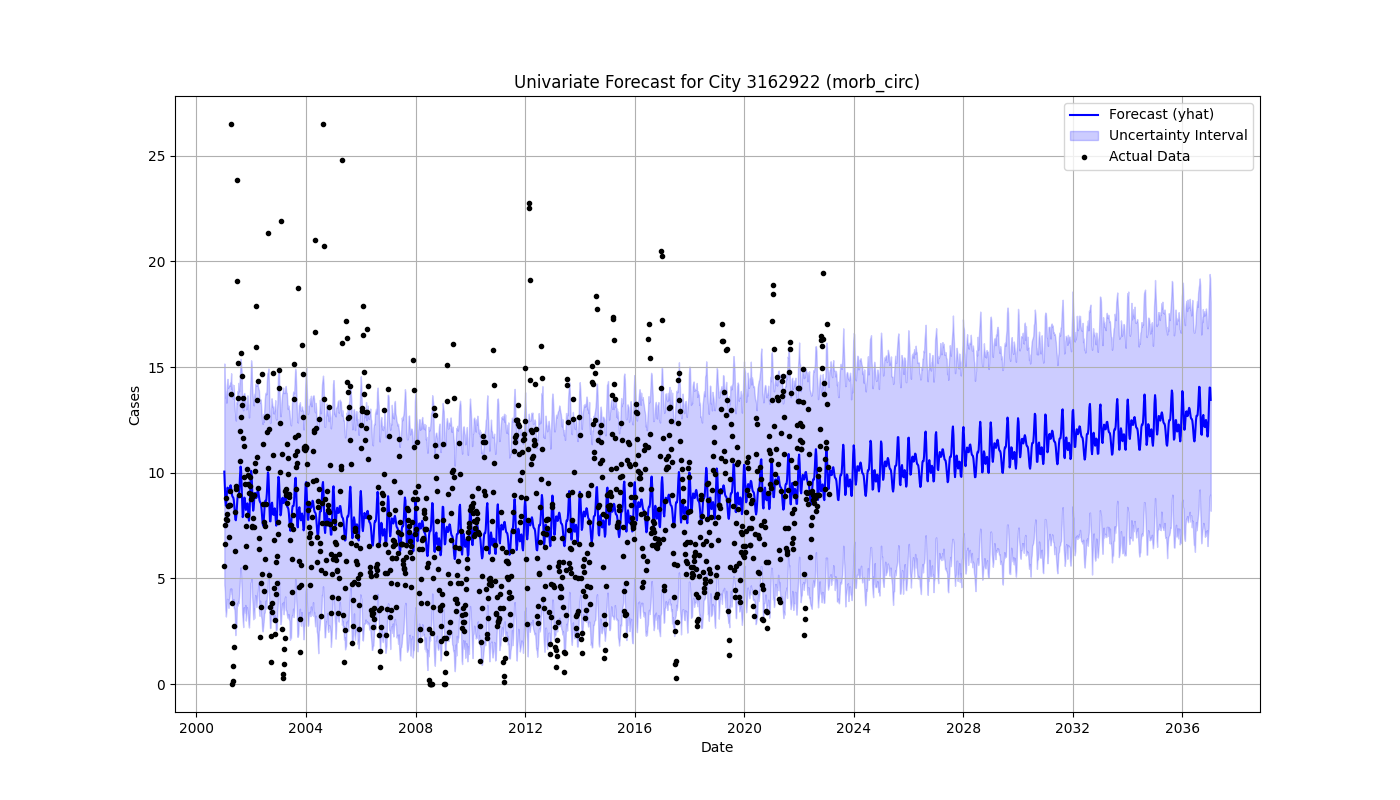 Univariate Forecast for City 3162922 (morb_circ)
Forecast (yhat)
Uncertainty Interval
Actual Data
25
20
15
10
5
0
Cases
2000 2004 2008 2012 2016 2020 2024 2028 2032 2036
Date